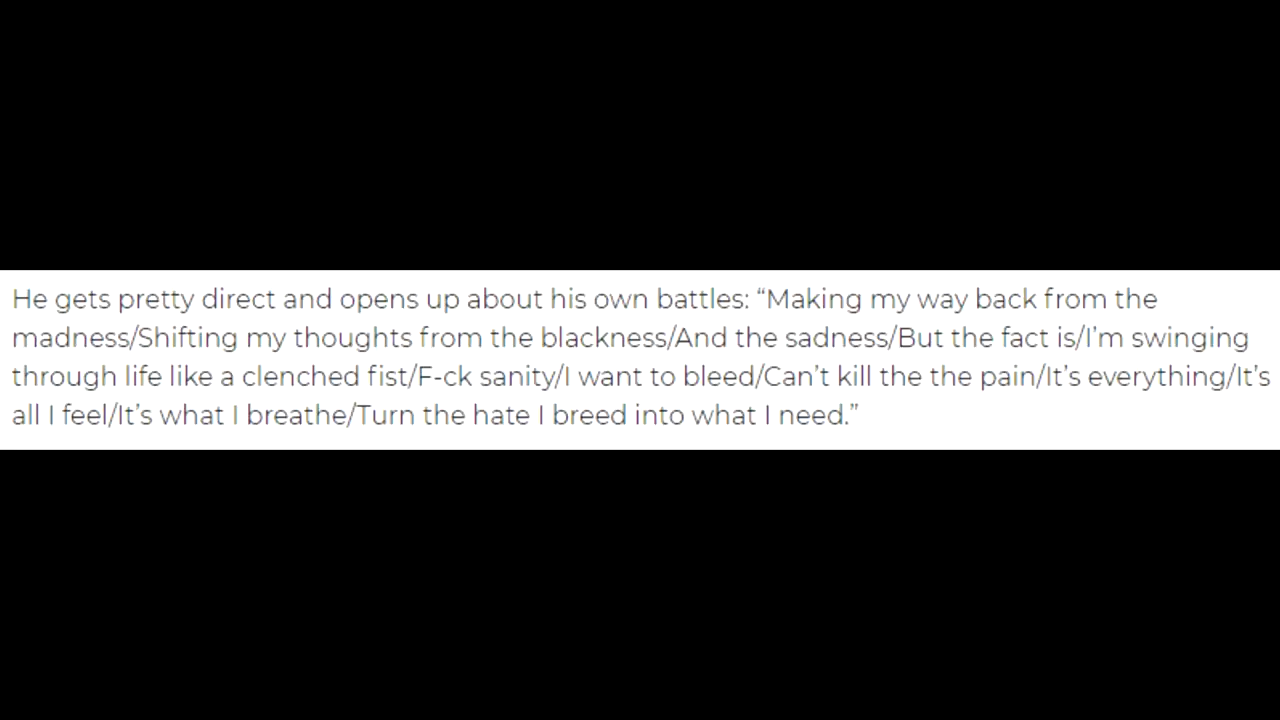 He gets pretty direct and opens up about his own battles: “Making my way back from the
madness/Shifting my thoughts from the blackness/And the sadness/But the fact is/I’m swinging
through life like a clenched fist/F-ck sanity/I want to bleed/Can’t kill the the pain/It’s everything/It’s
all I feel/It’s what I breathe/Turn the hate I breed into what I need.”